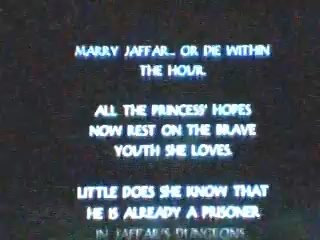 MARRY JAFFAR... OR DIE WITHIN
THE HOUR.
ALL THE PRINCESS' HOPES
NOW REST ON THE BRAVE
YOUTH SHE LOVES.
LITTLE DOES SHE KNOW THAT
HE IS ALREADY A PRISONER
IN JAFFAR'S DUNGEONS